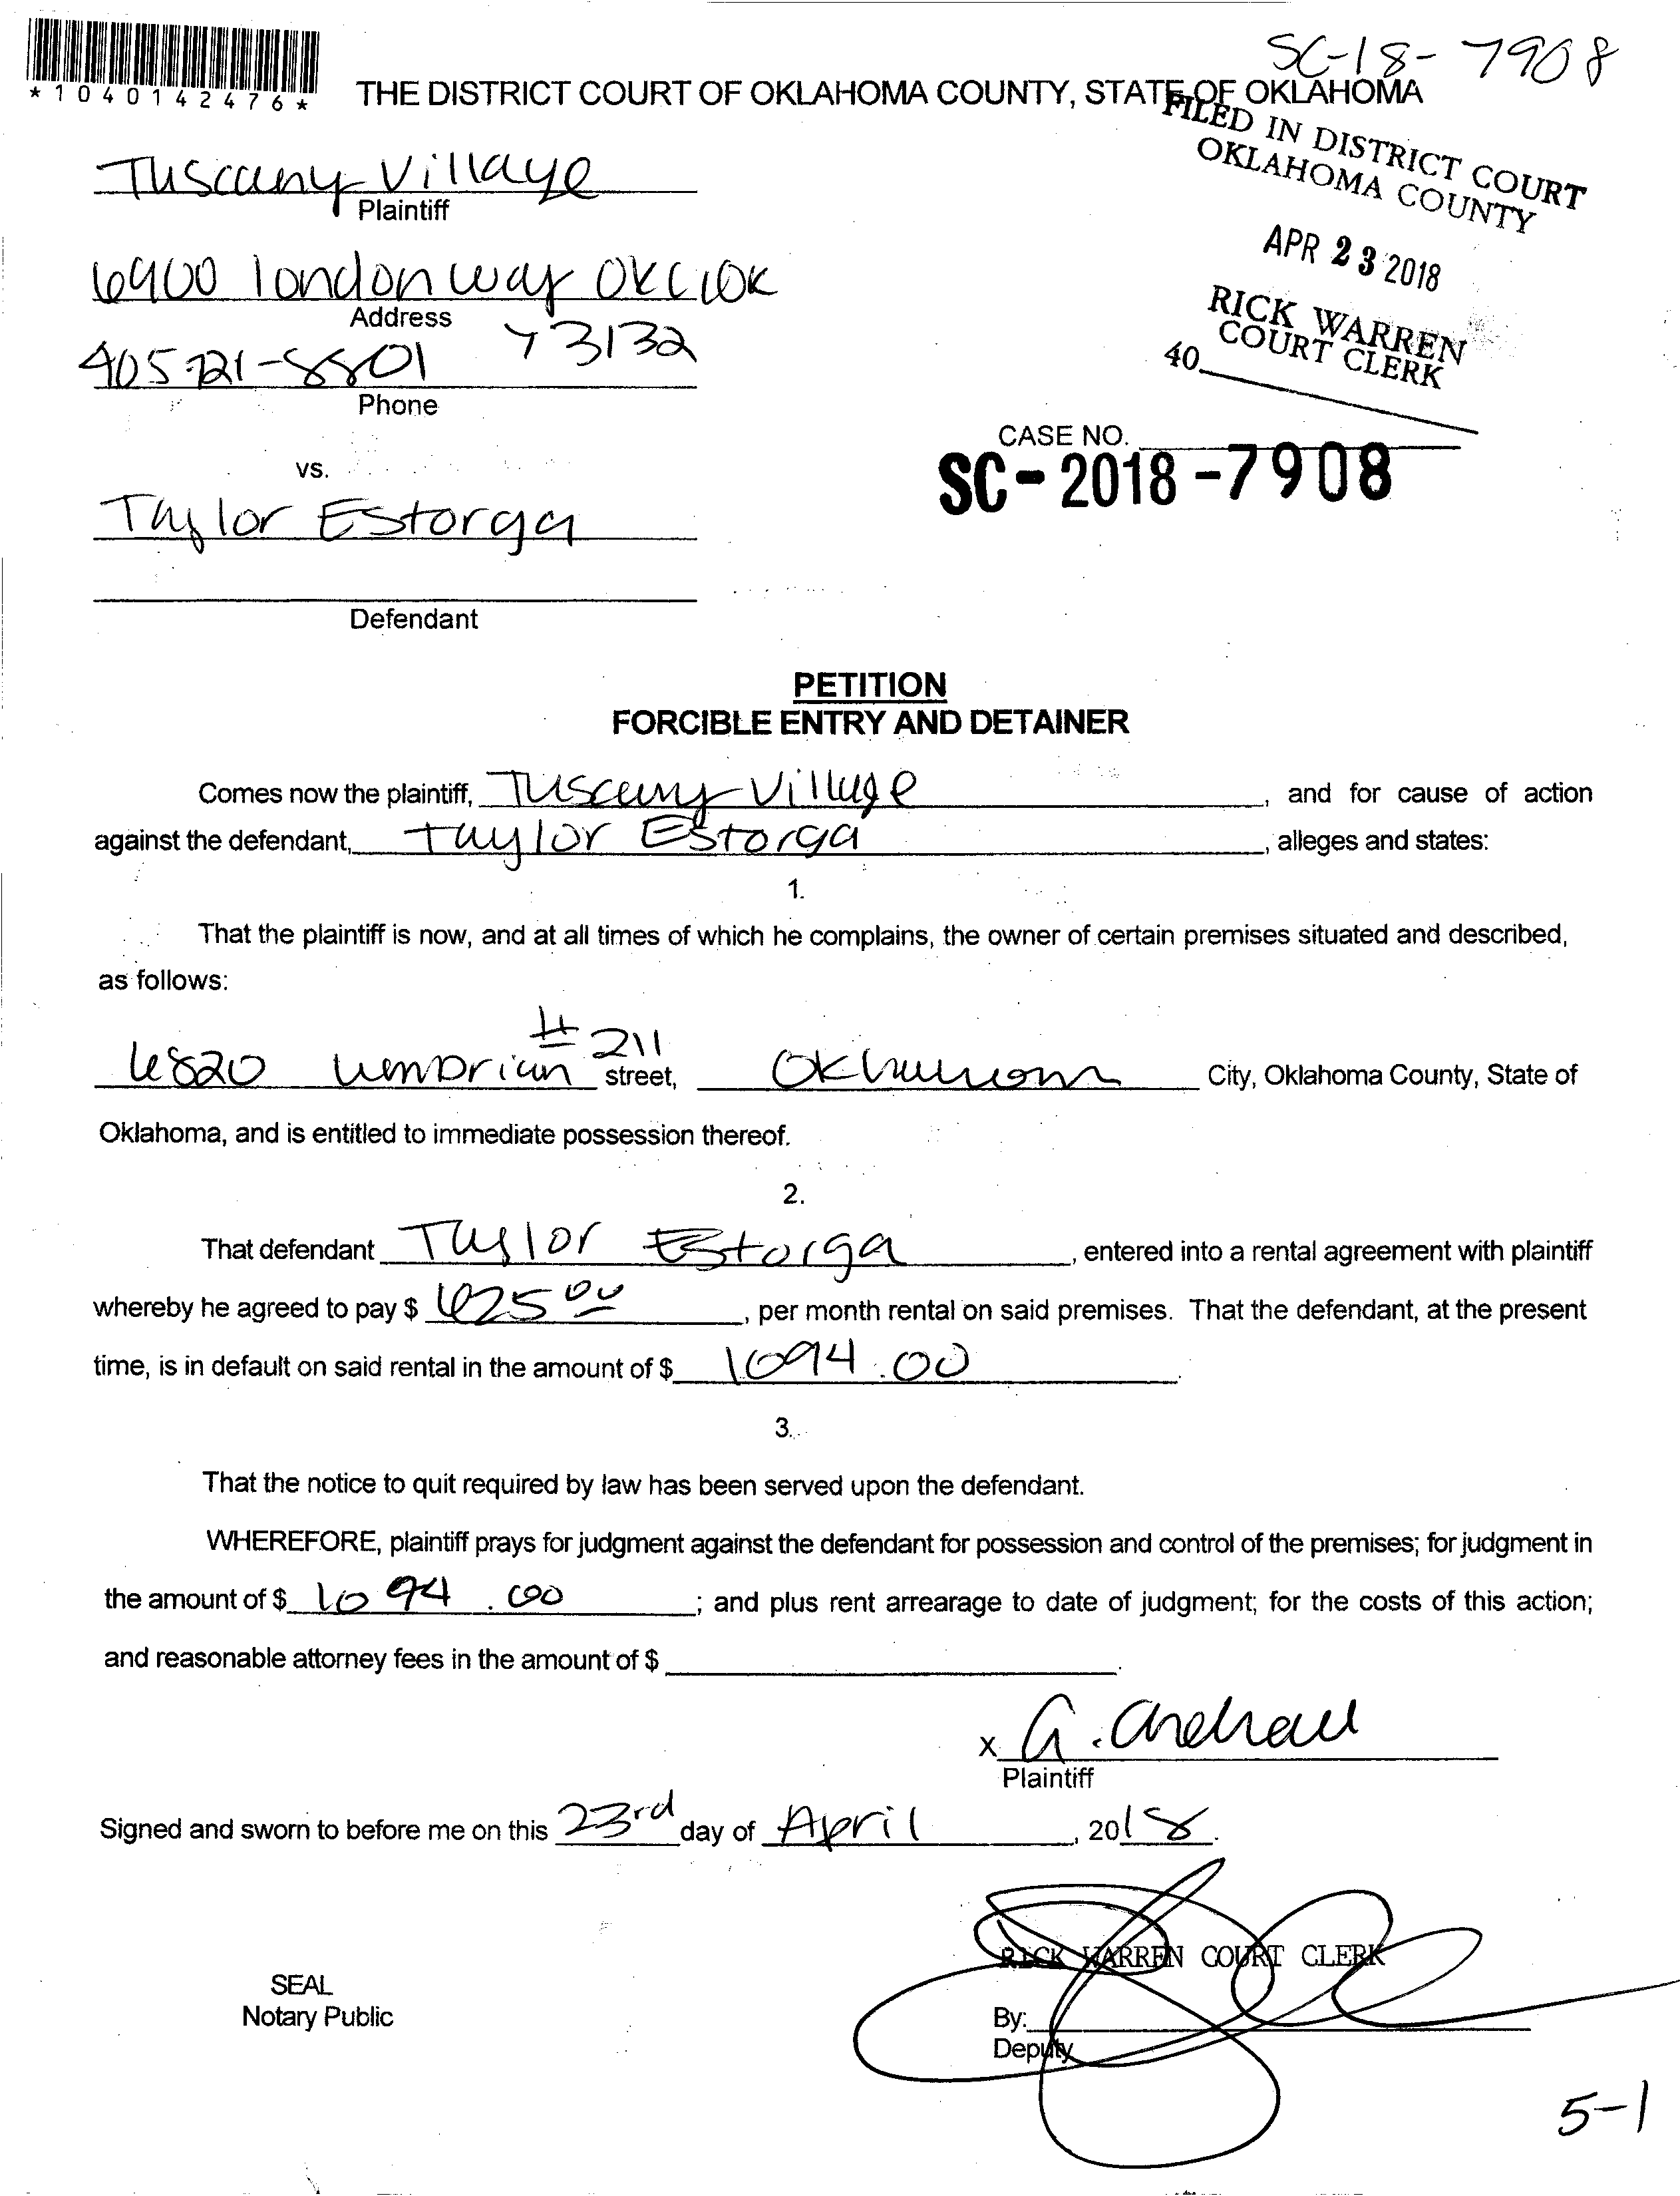 SC-18-7908
*1040142476*
THE DISTRICT COURT OF OKLAHOMA COUNTY, STATE OF OKLAHOMA
FILED IN DISTRICT COURT
OKLAHOMA COUNTY
Tuscany Village
Plaintiff
APR 23 2018
6900 london way OKC, OK
RICK WARREN
COURT CLERK
Address
73132
40
405 721-8801
Phone
CASE NO.
SC-2018-7908
vs.
Taylor Estorga
Defendant
PETITION
FORCIBLE ENTRY AND DETAINER
Comes now the plaintiff, Tuscany Village, and for cause of action
against the defendant, Taylor Estorga, alleges and states:
1.
That the plaintiff is now, and at all times of which he complains, the owner of certain premises situated and described,
as follows:
6820 Umbrian #211 street, Oklahoma City, Oklahoma County, State of
Oklahoma, and is entitled to immediate possession thereof.
2.
That defendant Taylor Estorga, entered into a rental agreement with plaintiff
whereby he agreed to pay $ 625 00, per month rental on said premises. That the defendant, at the present
time, is in default on said rental in the amount of $ 1094.00.
3.
That the notice to quit required by law has been served upon the defendant.
WHEREFORE, plaintiff prays for judgment against the defendant for possession and control of the premises; for judgment in
the amount of $ 1094.00; and plus rent arrearage to date of judgment; for the costs of this action;
and reasonable attorney fees in the amount of $
X
Plaintiff
Signed and sworn to before me on this 23rd day of April, 2018.
RICK WARREN COURT CLERK
SEAL
Notary Public
By:
Deputy
5-1